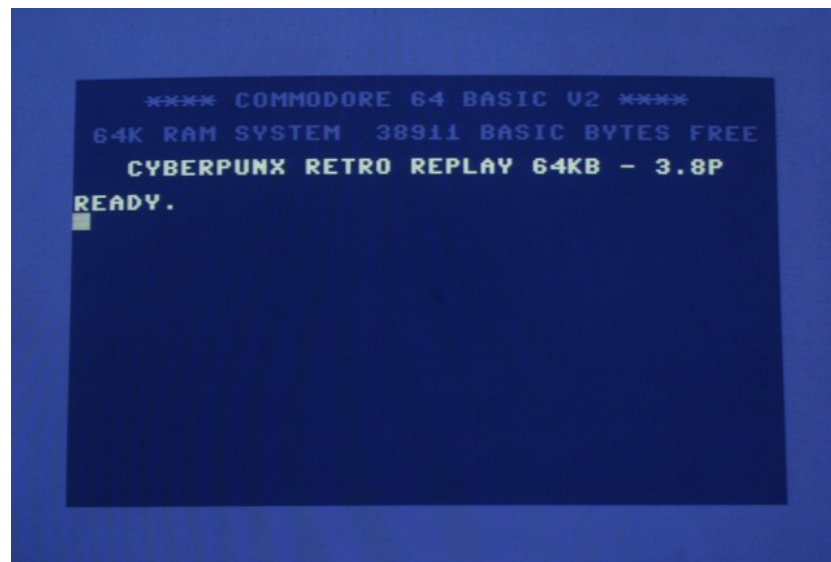 **** COMMODORE 64 BASIC V2 ****
64K RAM SYSTEM  38911 BASIC BYTES FREE
CYBERPUNX RETRO REPLAY 64KB - 3.8P
READY.